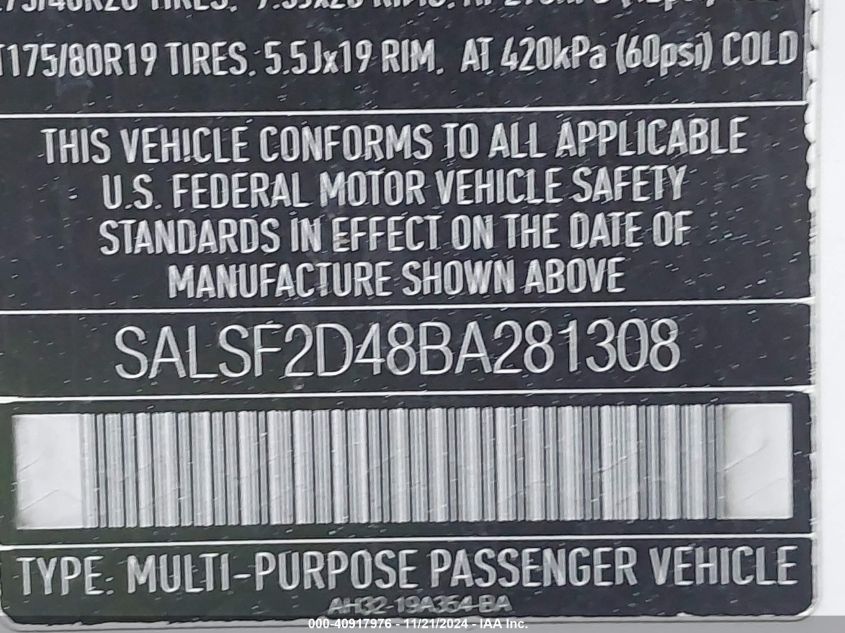 T175/80R19 TIRES. 5.5Jx19 RIM. AT 420kPa (60psi) COLD
THIS VEHICLE CONFORMS TO ALL APPLICABLE
U.S. FEDERAL MOTOR VEHICLE SAFETY
STANDARDS IN EFFECT ON THE DATE OF
MANUFACTURE SHOWN ABOVE
SALSF2D48BA281308
TYPE: MULTI-PURPOSE PASSENGER VEHICLE
AH32-19A354-BA
000-40917976 - 11/21/2024 - IAA Inc.